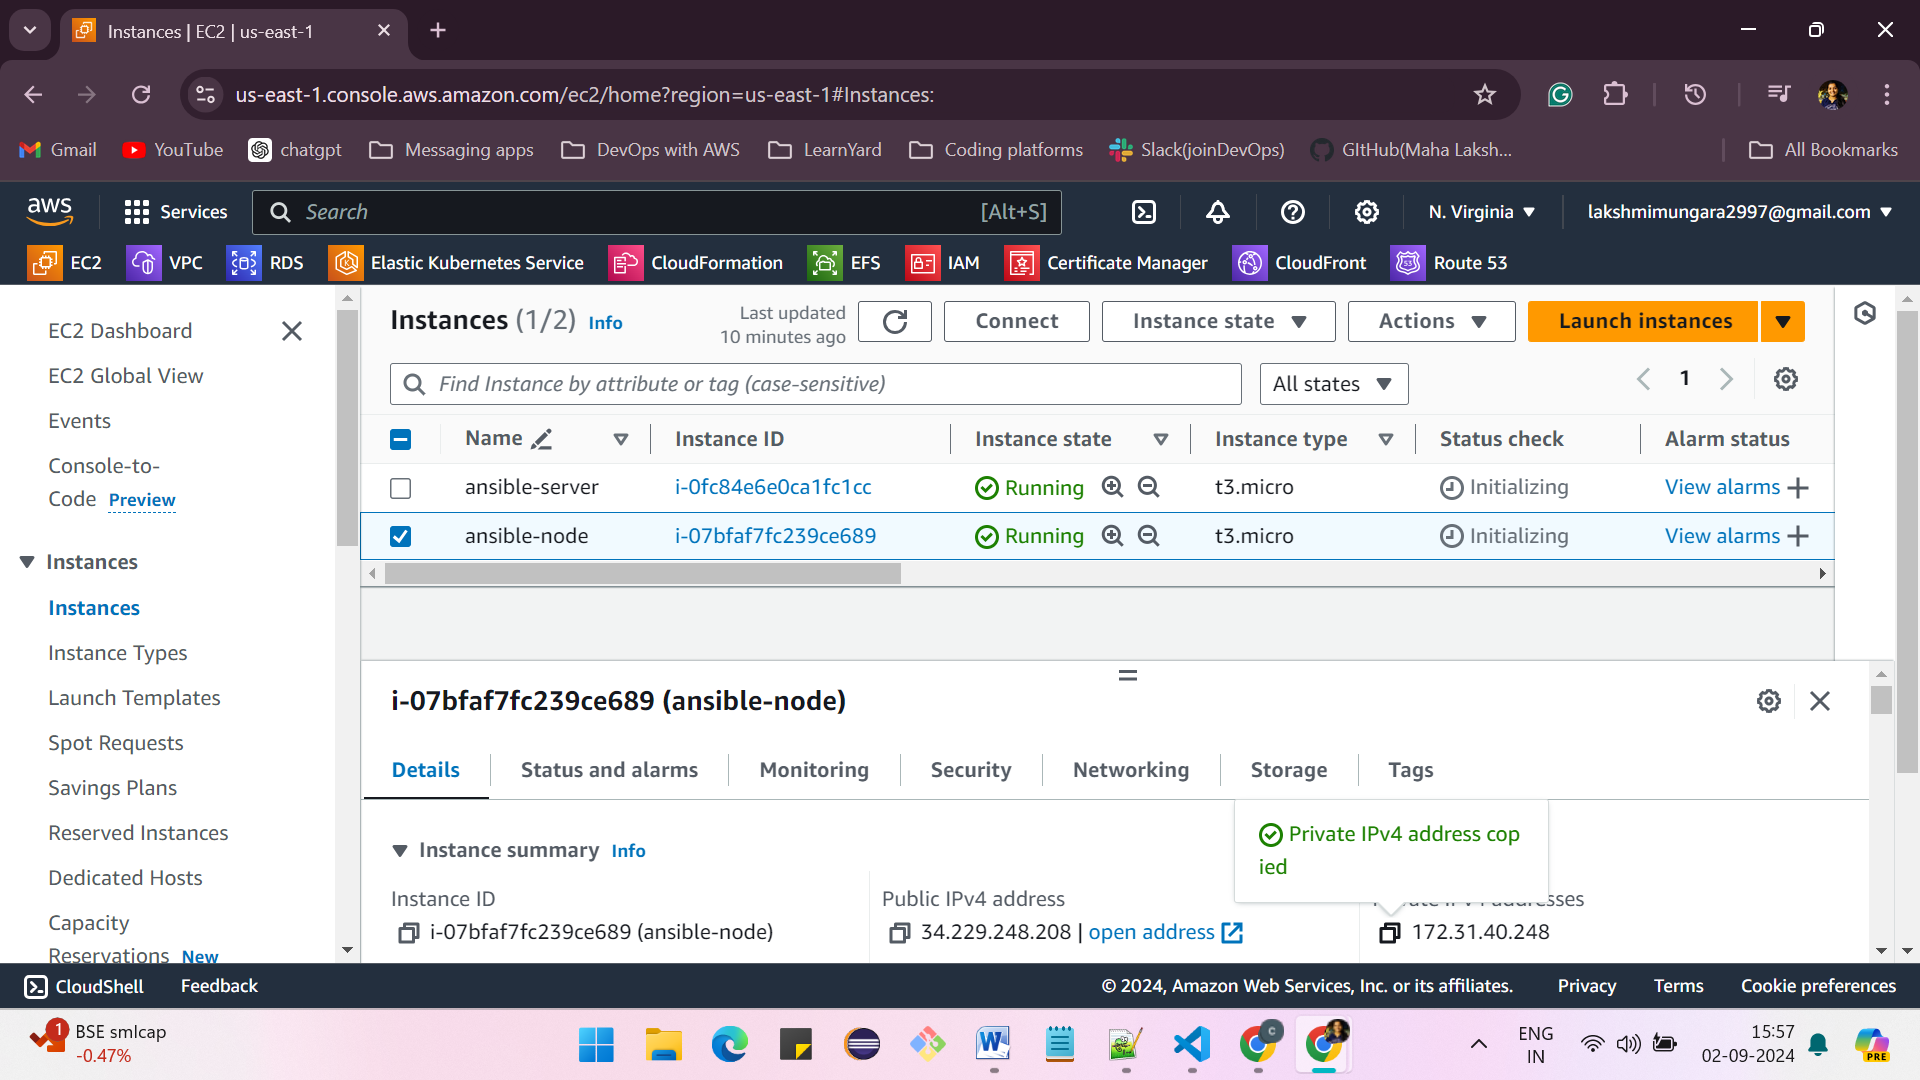 Instances | EC2 | us-east-1
us-east-1.console.aws.amazon.com/ec2/home?region=us-east-1#Instances:
Gmail YouTube chatgpt Messaging apps DevOps with AWS LearnYard Coding platforms Slack(joinDevOps) GItHub(Maha Laksh... All Bookmarks
aws Services Search [Alt+S] N. Virginia lakshmimungara2997@gmail.com
EC2 VPC RDS Elastic Kubernetes Service CloudFormation EFS IAM Certificate Manager CloudFront Route 53
EC2 Dashboard
EC2 Global View
Events
Console-to-
Code Preview
Instances
Instances
Instance Types
Launch Templates
Spot Requests
Savings Plans
Reserved Instances
Dedicated Hosts
Capacity
Reservations New
Instances (1/2) Info
Last updated
10 minutes ago
Connect Instance state Actions Launch instances
Find Instance by attribute or tag (case-sensitive) All states 1
Name Instance ID Instance state Instance type Status check Alarm status
ansible-server i-0fc84e6e0ca1fc1cc Running t3.micro Initializing View alarms
ansible-node i-07bfaf7fc239ce689 Running t3.micro Initializing View alarms
i-07bfaf7fc239ce689 (ansible-node)
Details Status and alarms Monitoring Security Networking Storage Tags
Private IPv4 address cop
ied
Instance summary Info
Instance ID
i-07bfaf7fc239ce689 (ansible-node)
Public IPv4 address
34.229.248.208 | open address
172.31.40.248
CloudShell Feedback © 2024, Amazon Web Services, Inc. or its affiliates. Privacy Terms Cookie preferences
1
BSE smlcap
-0.47%
C
ENG
IN
15:57
02-09-2024
PRE